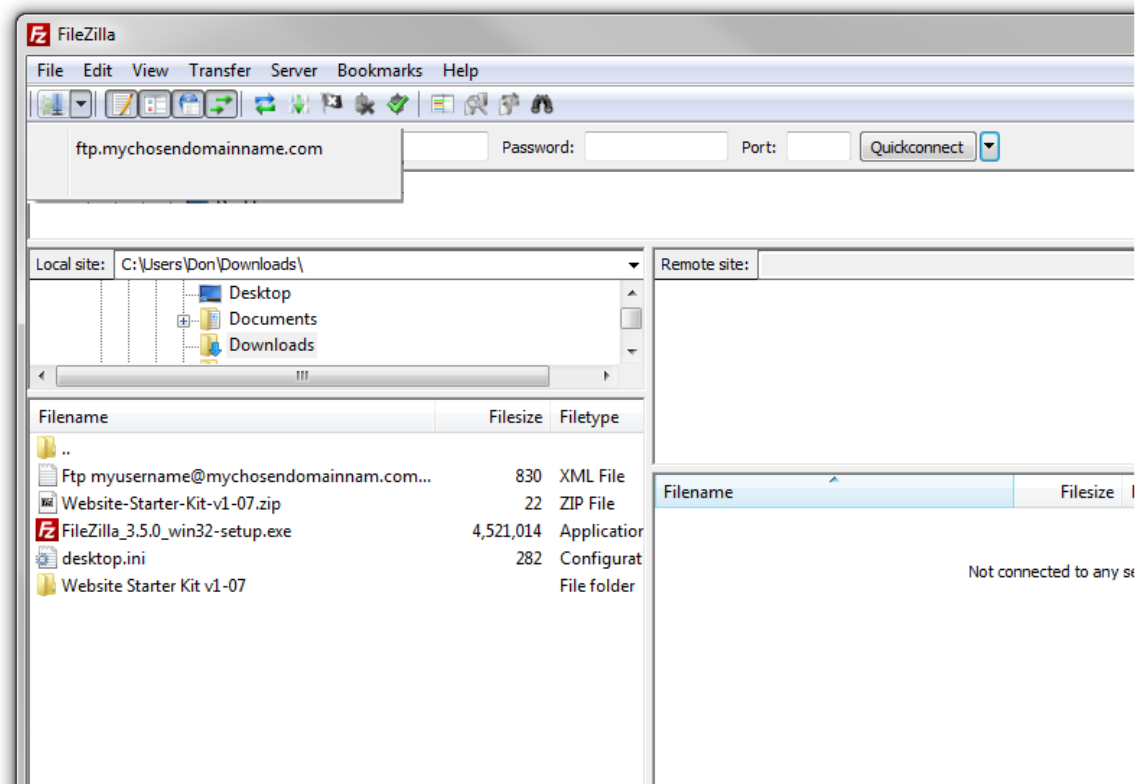 FileZilla
File Edit View Transfer Server Bookmarks Help
ftp.mychosendomainname.com Password: Port: Quickconnect
Local site: C:\Users\Don\Downloads\ Remote site:
Desktop
Documents
Downloads
Filename Filesize Filetype
..
Ftp myusername@mychosendomainnam.com... 830 XML File
Website-Starter-Kit-v1-07.zip 22 ZIP File
FileZilla_3.5.0_win32-setup.exe 4,521,014 Application
desktop.ini 282 Configurat
Website Starter Kit v1-07 File folder
Filename Filesize
Not connected to any se